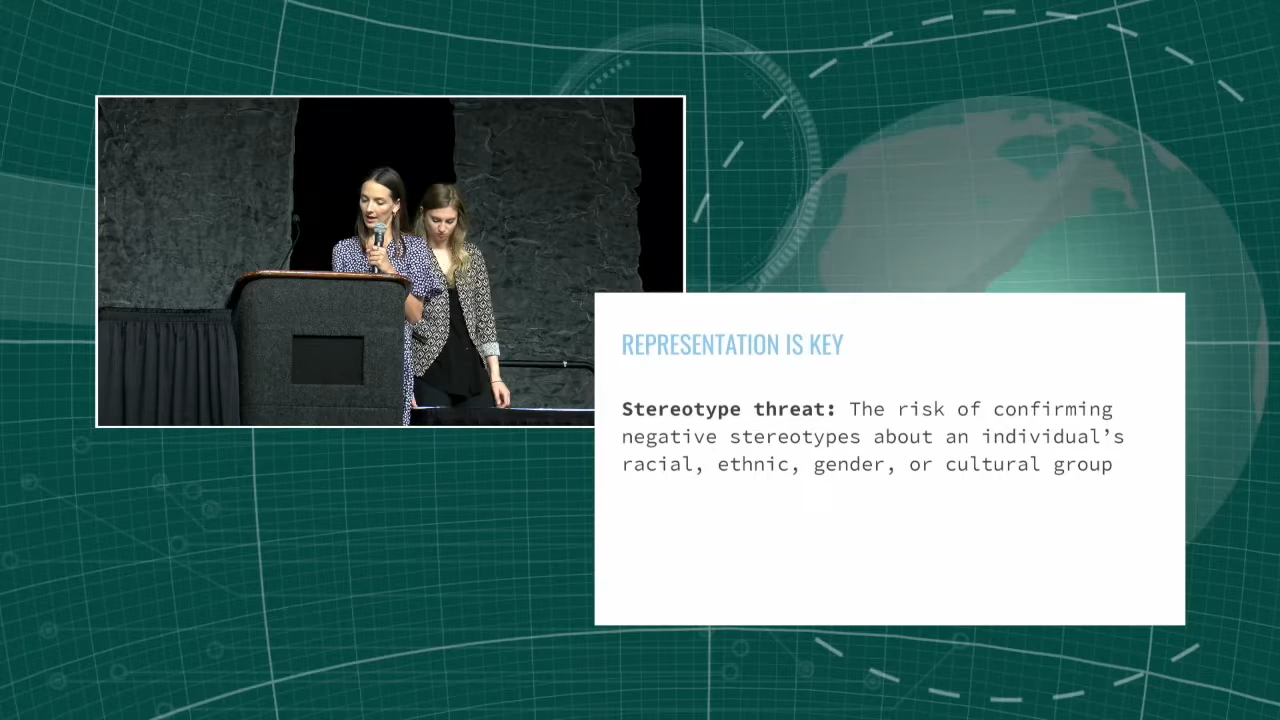 REPRESENTATION IS KEY
Stereotype threat: The risk of confirming
negative stereotypes about an individual’s
racial, ethnic, gender, or cultural group